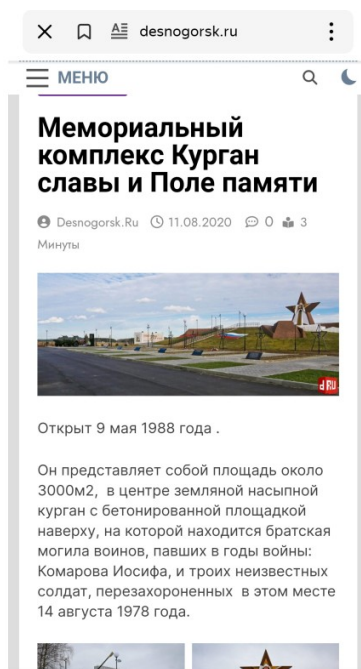 desnogorsk.ru
МЕНЮ
Мемориальный
комплекс Курган
славы и Поле памяти
Desnogorsk.Ru 11.08.2020 0 3
Минуты
d RU
Открыт 9 мая 1988 года .
Он представляет собой площадь около
3000м2, в центре земляной насыпной
курган с бетонированной площадкой
наверху, на которой находится братская
могила воинов, павших в годы войны:
Комарова Иосифа, и троих неизвестных
солдат, перезахороненных в этом месте
14 августа 1978 года.